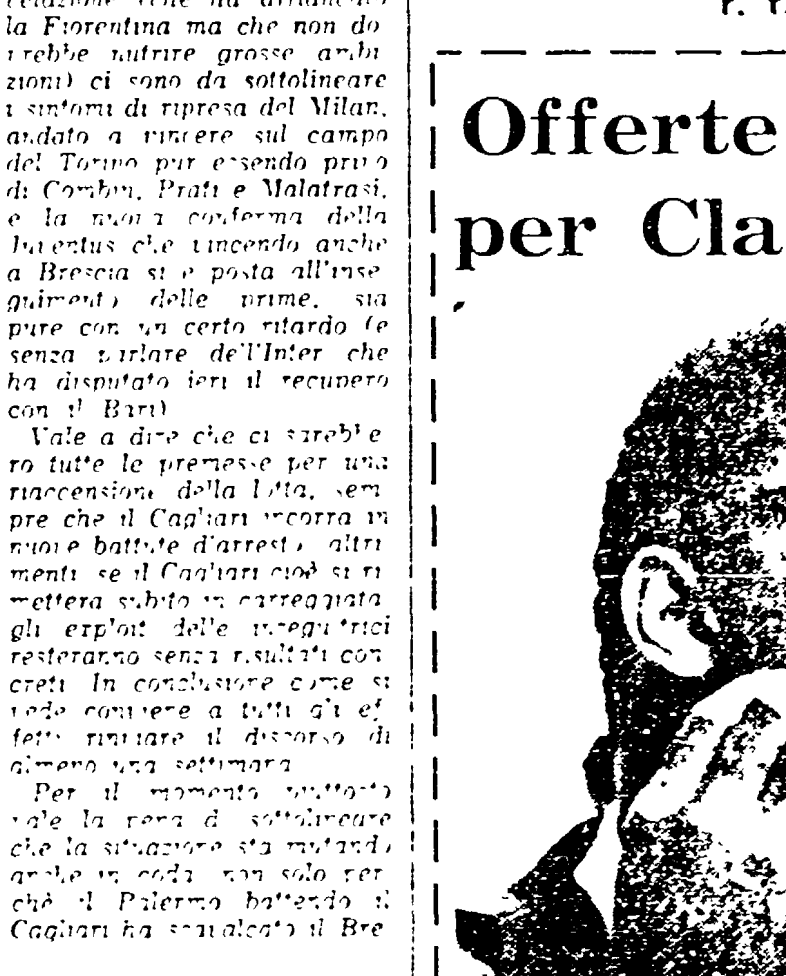 la Fiorentina ma che non do
vrebbe nutrire grosse ambi
zioni) ci sono da sottolineare
i sintomi di ripresa del Milan,
andato a vincere sul campo
del Torino pur essendo privo
di Combin, Prati e Malatrasi,
e la nuova conferma della
Juventus che vincendo anche
a Brescia si è posta all'inse
guimento delle prime, sia
pure con un certo ritardo (e
senza parlare dell'Inter che
ha disputato ieri il recupero
con il Bari)
Vale a dire che ci sarebbe
ro tutte le premesse per una
riaccensione della lotta, sem
pre che il Cagliari incorra in
nuove battute d'arresto, altri
menti se il Cagliari cioè si ri
mettera subito in carreggiata
gli exploit delle inseguitrici
resteranno senza risultati con
creti In conclusione come si
vede conviene a tutti gli ef
fetti rinviare il discorso di
almeno una settimana
Per il momento piuttosto
vale la pena di sottolineare
che la situazione sta mutando
anche in coda non solo per
chè il Palermo battendo il
Cagliari ha scavalcato il Bre
Offerte
per Cla